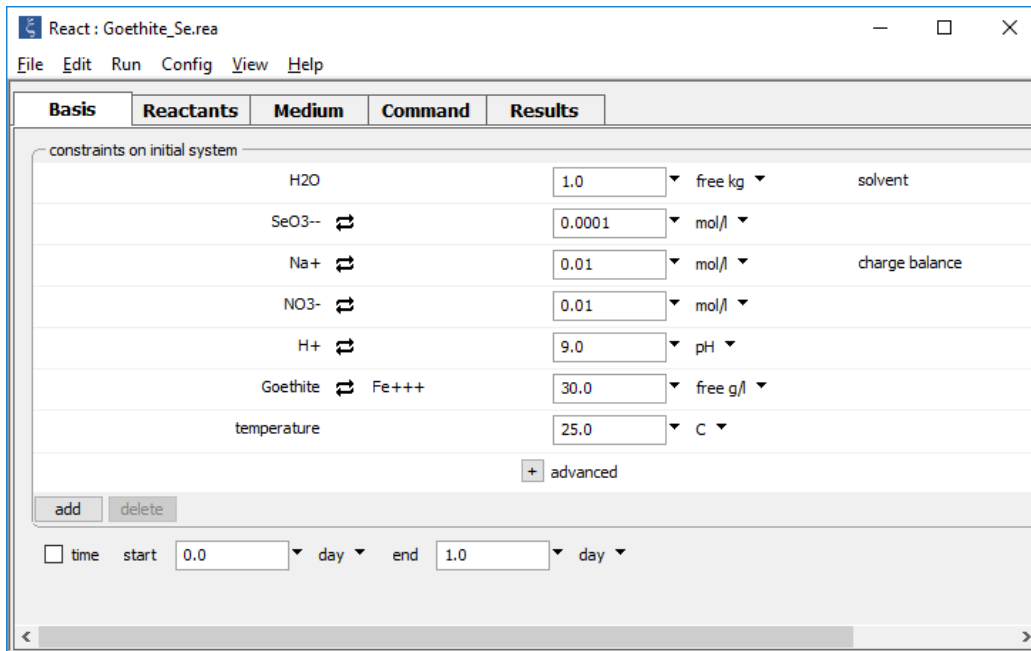 React : Goethite_Se.rea
File Edit Run Config View Help
Basis Reactants Medium Command Results
constraints on initial system
H2O 1.0 free kg solvent
SeO3-- 0.0001 mol/l
Na+ 0.01 mol/l charge balance
NO3- 0.01 mol/l
H+ 9.0 pH
Goethite Fe+++ 30.0 free g/l
temperature 25.0 C
+ advanced
add delete
time start 0.0 day end 1.0 day